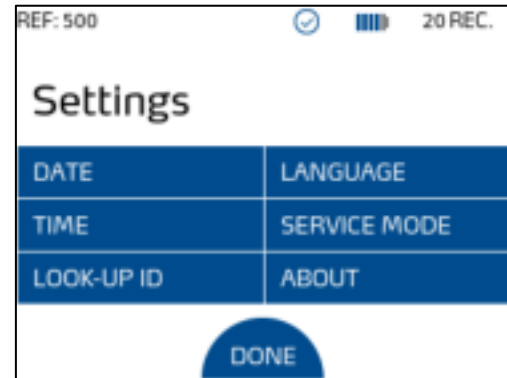 REF: 500 20 REC.
Settings
DATE LANGUAGE
TIME SERVICE MODE
LOOK-UP ID ABOUT
DONE